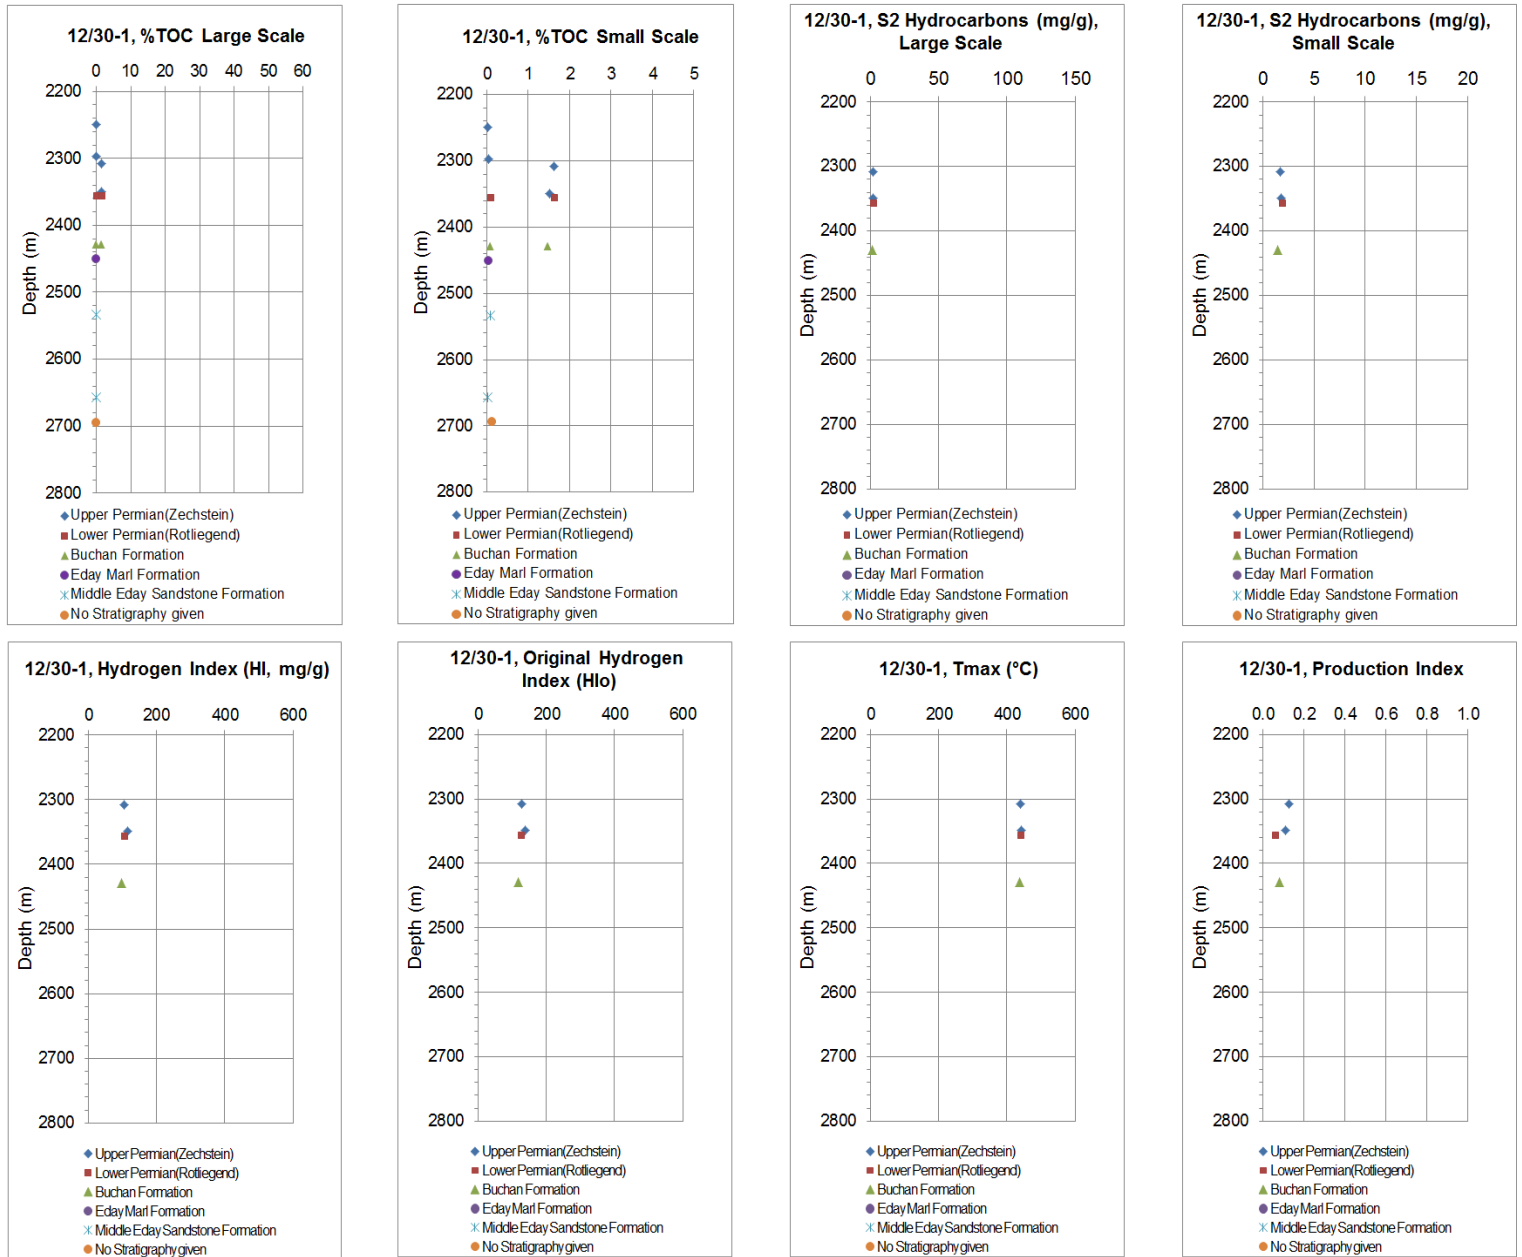 12/30-1, %TOC Large Scale
0 10 20 30 40 50 60
2200
2300
2400
2500
2600
2700
2800
Depth (m)
Upper Permian(Zechstein)
Lower Permian(Rotliegend)
Buchan Formation
Eday Marl Formation
Middle Eday Sandstone Formation
No Stratigraphy given
12/30-1, %TOC Small Scale
0 1 2 3 4 5
2200
2300
2400
2500
2600
2700
2800
Depth (m)
Upper Permian(Zechstein)
Lower Permian(Rotliegend)
Buchan Formation
Eday Marl Formation
Middle Eday Sandstone Formation
No Stratigraphy given
12/30-1, S2 Hydrocarbons (mg/g),
Large Scale
0 50 100 150
2200
2300
2400
2500
2600
2700
2800
Depth (m)
Upper Permian(Zechstein)
Lower Permian(Rotliegend)
Buchan Formation
Eday Marl Formation
Middle Eday Sandstone Formation
No Stratigraphy given
12/30-1, S2 Hydrocarbons (mg/g),
Small Scale
0 5 10 15 20
2200
2300
2400
2500
2600
2700
2800
Depth (m)
Upper Permian(Zechstein)
Lower Permian(Rotliegend)
Buchan Formation
Eday Marl Formation
Middle Eday Sandstone Formation
No Stratigraphy given
12/30-1, Hydrogen Index (HI, mg/g)
0 200 400 600
2200
2300
2400
2500
2600
2700
2800
Depth (m)
Upper Permian(Zechstein)
Lower Permian(Rotliegend)
Buchan Formation
Eday Marl Formation
Middle Eday Sandstone Formation
No Stratigraphy given
12/30-1, Original Hydrogen
Index (HIo)
0 200 400 600
2200
2300
2400
2500
2600
2700
2800
Depth (m)
Upper Permian(Zechstein)
Lower Permian(Rotliegend)
Buchan Formation
Eday Marl Formation
Middle Eday Sandstone Formation
No Stratigraphy given
12/30-1, Tmax (°C)
0 200 400 600
2200
2300
2400
2500
2600
2700
2800
Depth (m)
Upper Permian(Zechstein)
Lower Permian(Rotliegend)
Buchan Formation
Eday Marl Formation
Middle Eday Sandstone Formation
No Stratigraphy given
12/30-1, Production Index
0.0 0.2 0.4 0.6 0.8 1.0
2200
2300
2400
2500
2600
2700
2800
Depth (m)
Upper Permian(Zechstein)
Lower Permian(Rotliegend)
Buchan Formation
Eday Marl Formation
Middle Eday Sandstone Formation
No Stratigraphy given